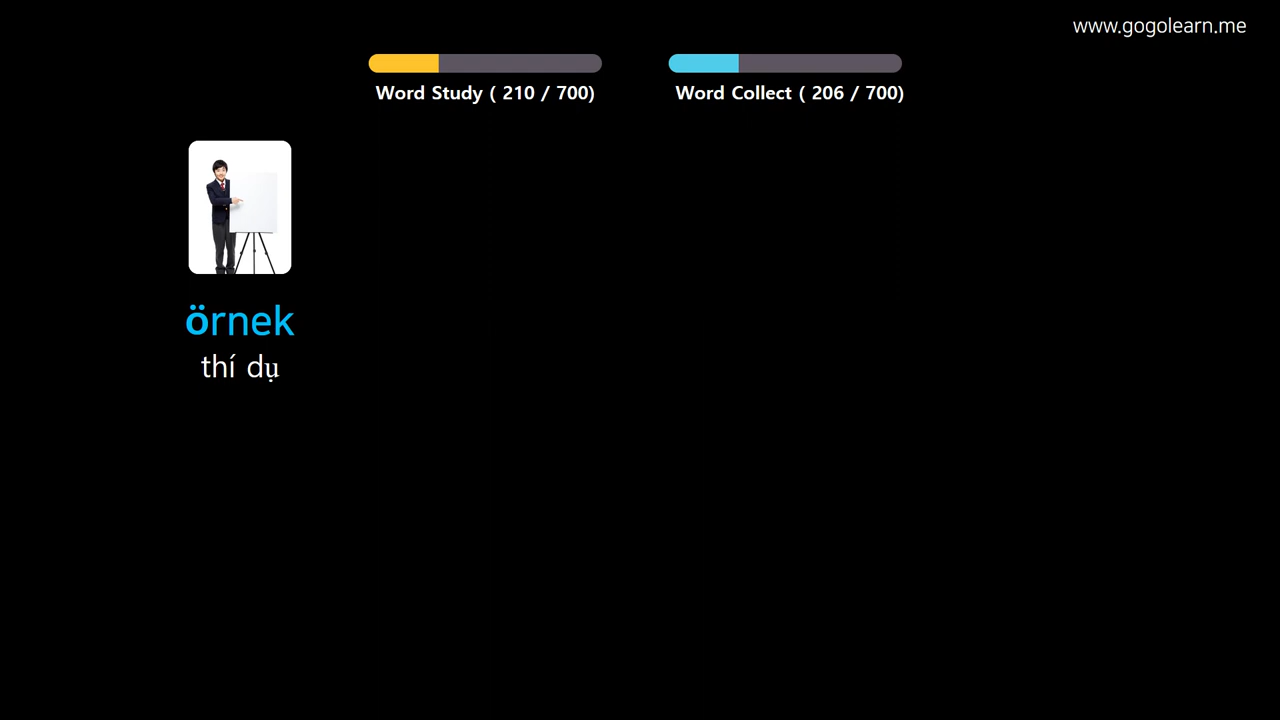 www.gogolearn.me
Word Study ( 210 / 700)
Word Collect ( 206 / 700)
örnek
thí dụ